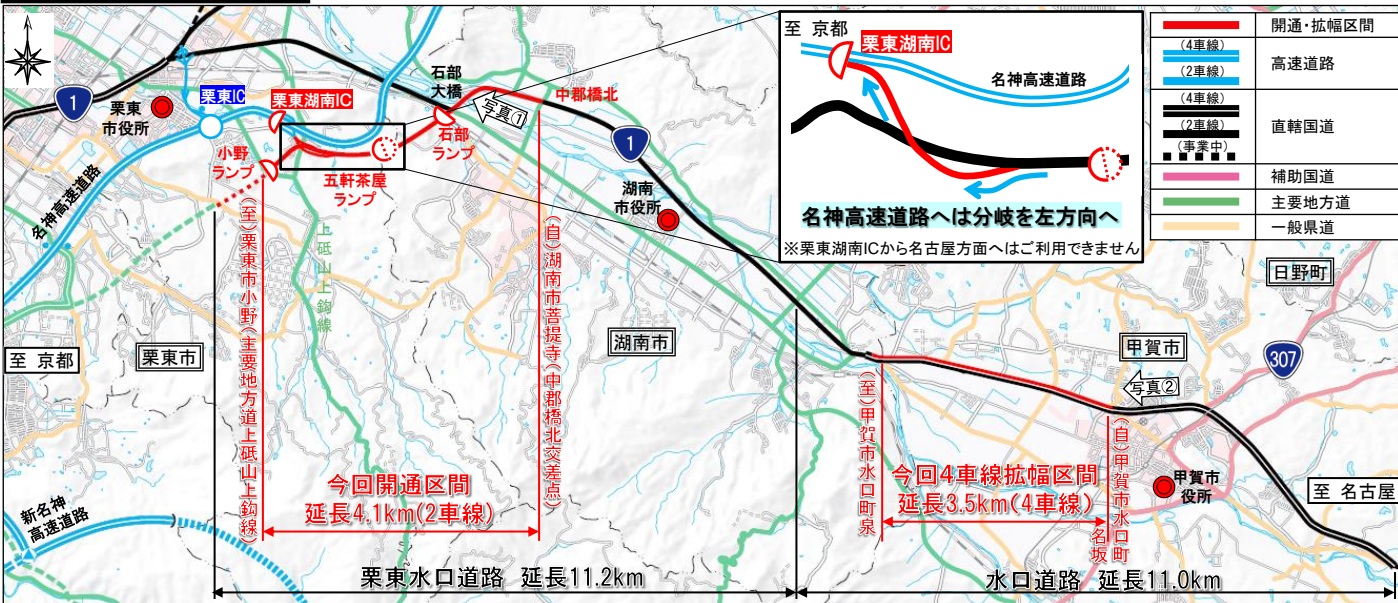 至 京都
栗東湖南IC
名神高速道路
名神高速道路へは分岐を左方向へ
※栗東湖南ICから名古屋方面へはご利用できません
開通・拡幅区間
(4車線)
(2車線)
高速道路
(4車線)
(2車線)
(事業中)
直轄国道
補助国道
主要地方道
一般県道
1
栗東
市役所
栗東IC
栗東湖南IC
石部
大橋
写真①
中郡橋北
石部
ランプ
小野
ランプ
五軒茶屋
ランプ
名神高速道路
上砥山上鈎線
1
湖南
市役所
日野町
307
甲賀市
写真②
至 京都
栗東市
湖南市
(至)栗東市小野(主要地方道上砥山上鈎線)
(自)湖南市菩提寺(中郡橋北交差点)
(至)甲賀市水口町泉
(自)甲賀市水口町
名坂
今回開通区間
延長4.1km(2車線)
今回4車線拡幅区間
延長3.5km(4車線)
甲賀市
役所
至 名古屋
新名神
高速道路
栗東水口道路 延長11.2km
水口道路 延長11.0km